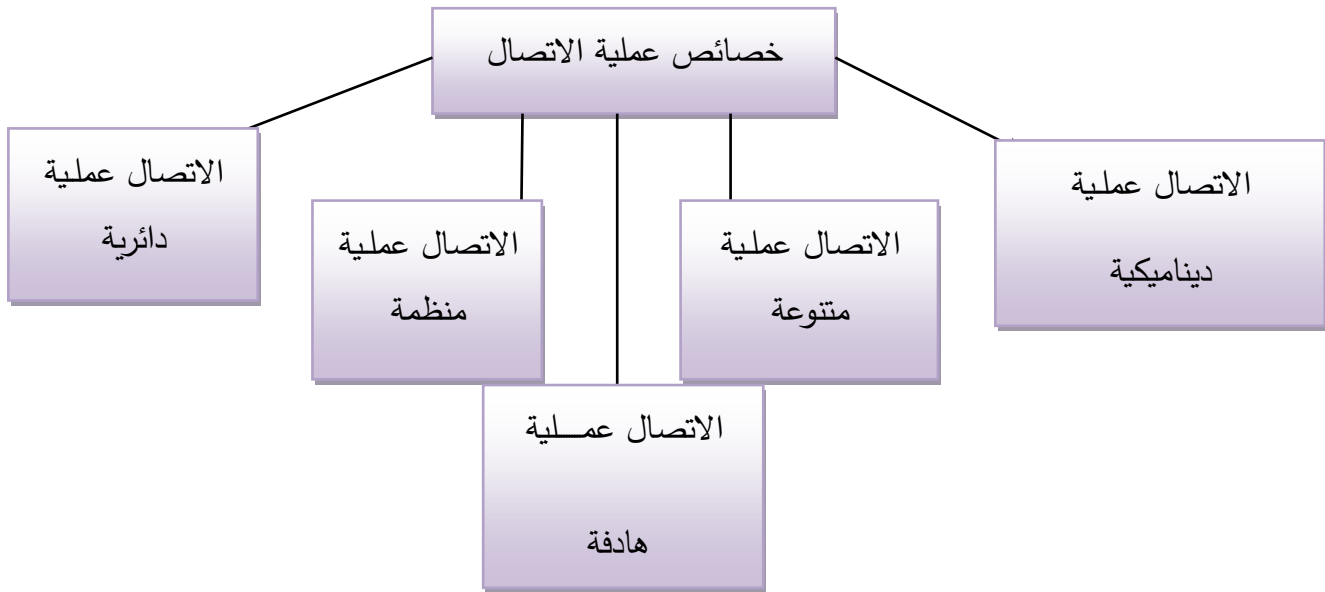 خصائص عملية الاتصال
الاتصال عملية
ديناميكية
الاتصال عملية
متنوعة
الاتصال عمـــلية
هادفة
الاتصال عملية
منظمة
الاتصال عملية
دائرية